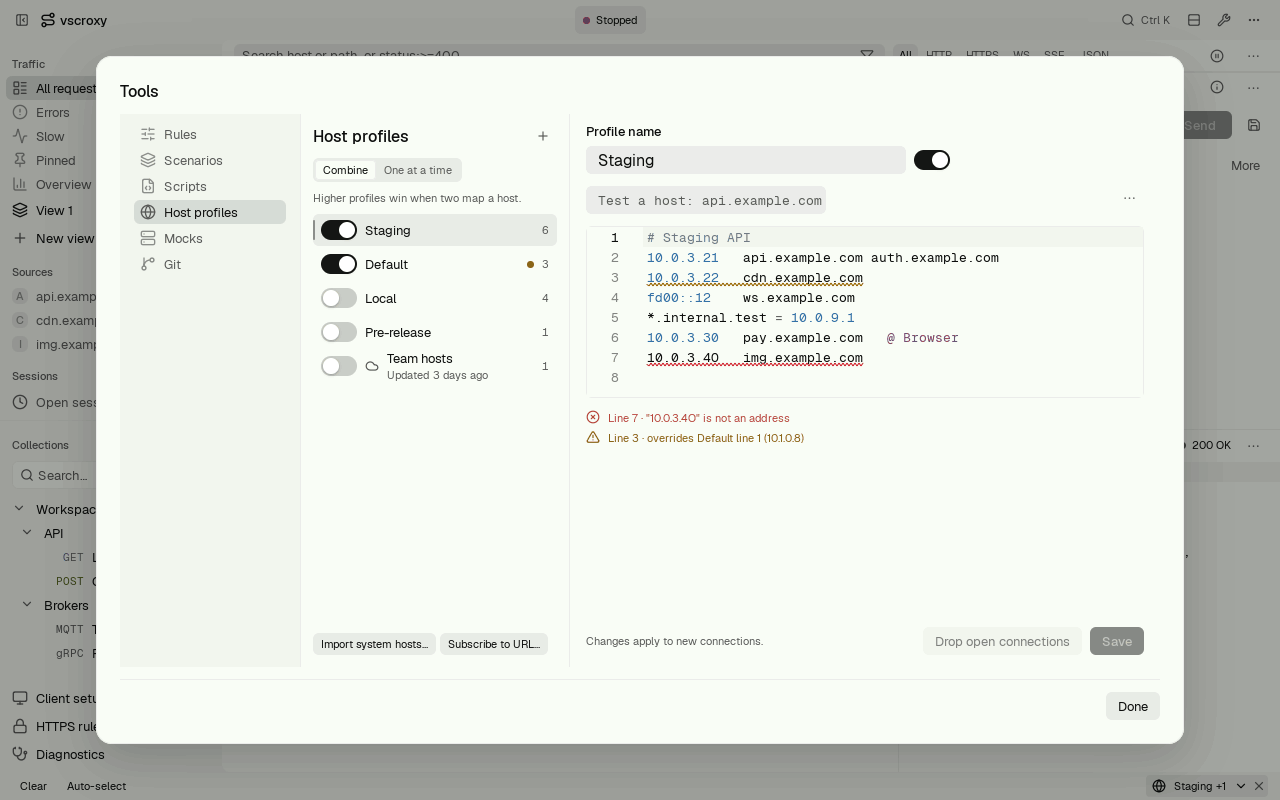 vscroxy
Stopped
Ctrl K
Traffic
All request
Errors
Slow
Pinned
Overview
View 1
New view
Sources
A api.examp
C cdn.examp
I img.examp
Sessions
Open sess
Collections
Search...
Workspac
API
GET
POST
Brokers
MQTT
gRPC
Client setu
HTTPS rule
Diagnostics
Clear
Auto-select
Search host or path, or status:>=400
All
HTTP
HTTPS
WS
SSE
JSON
Send
More
200 OK
Staging +1
Tools
Rules
Scenarios
Scripts
Host profiles
Mocks
Git
Host profiles
Combine
One at a time
Higher profiles win when two map a host.
Staging 6
Default 3
Local 4
Pre-release 1
Team hosts 1
Updated 3 days ago
Import system hosts...
Subscribe to URL...
Profile name
Staging
Test a host: api.example.com
1 # Staging API
2 10.0.3.21 api.example.com auth.example.com
3 10.0.3.22 cdn.example.com
4 fd00::12 ws.example.com
5 *.internal.test = 10.0.9.1
6 10.0.3.30 pay.example.com @ Browser
7 10.0.3.4O img.example.com
8
Line 7 · "10.0.3.4O" is not an address
Line 3 · overrides Default line 1 (10.1.0.8)
Changes apply to new connections.
Drop open connections
Save
Done